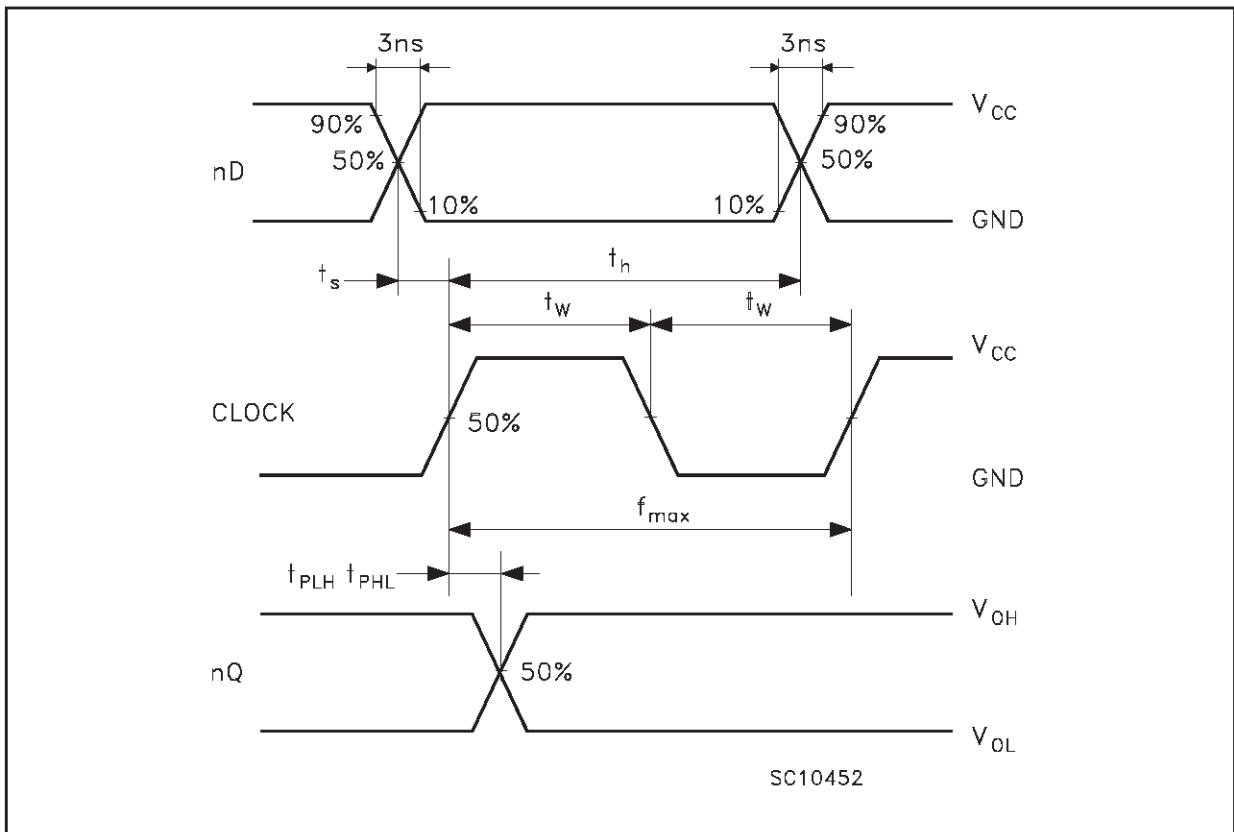 3ns 3ns
V_CC
90% 90%
nD 50% 50%
10% 10%
GND
t_s t_h
t_W t_W
V_CC
CLOCK 50%
GND
f_max
t_PLH t_PHL
V_OH
nQ 50%
V_OL
SC10452